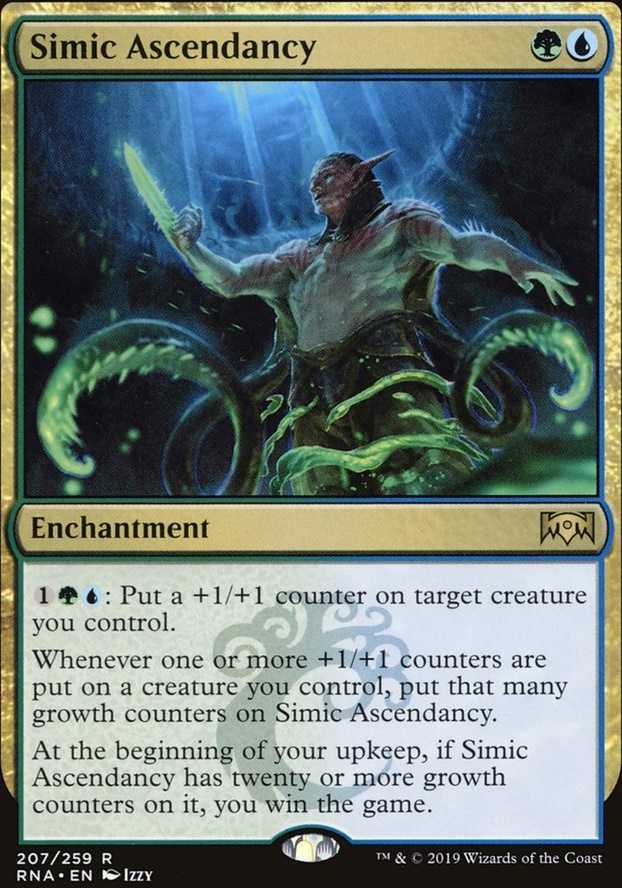 Simic Ascendancy
Enchantment
1: Put a +1/+1 counter on target creature
you control.
Whenever one or more +1/+1 counters are
put on a creature you control, put that many
growth counters on Simic Ascendancy.
At the beginning of your upkeep, if Simic
Ascendancy has twenty or more growth
counters on it, you win the game.
207/259 R
RNA • EN Izzy
™ & © 2019 Wizards of the Coast